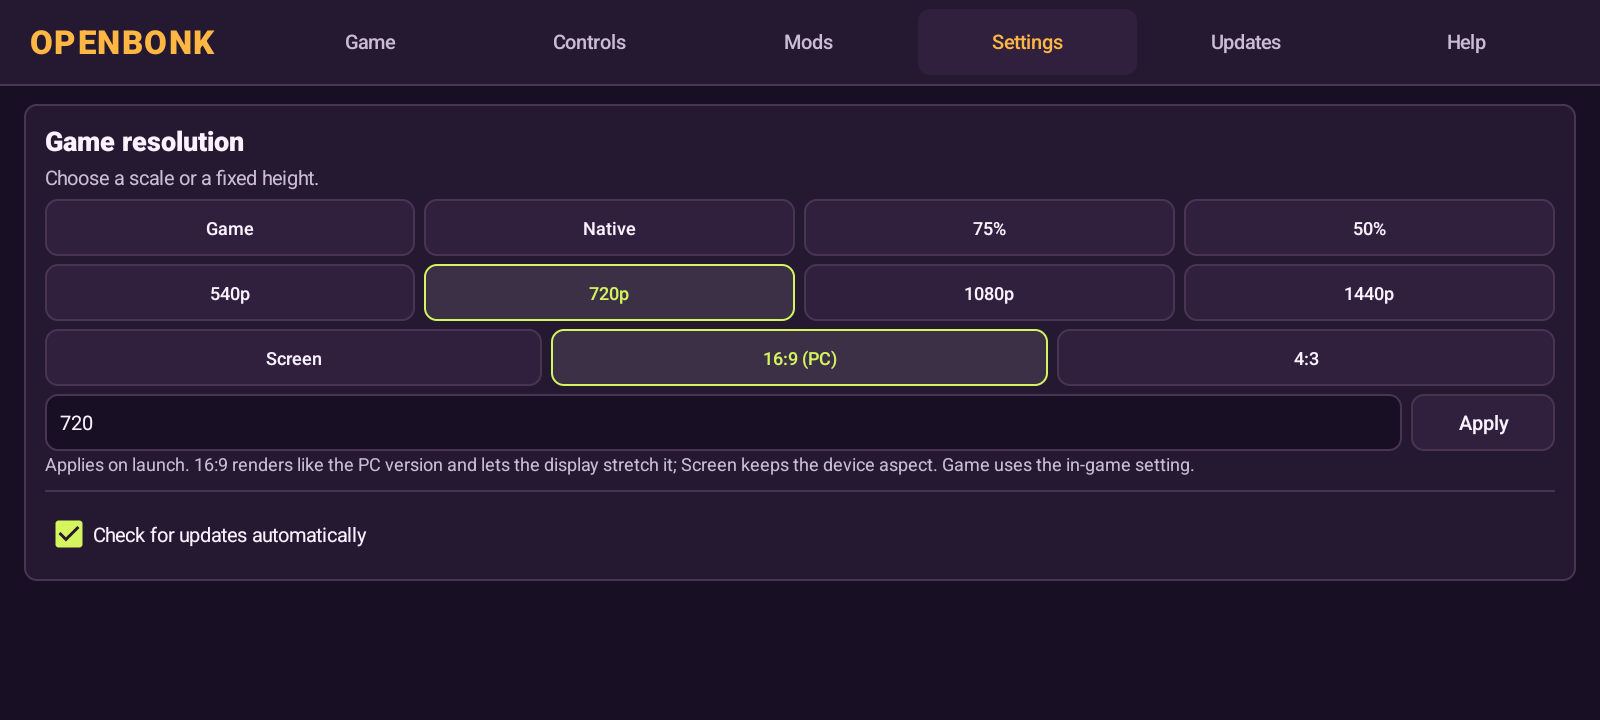 OPENBONK Game Controls Mods Settings Updates Help
Game resolution
Choose a scale or a fixed height.
Game Native 75% 50%
540p 720p 1080p 1440p
Screen 16:9 (PC) 4:3
720 Apply
Applies on launch. 16:9 renders like the PC version and lets the display stretch it; Screen keeps the device aspect. Game uses the in-game setting.
Check for updates automatically